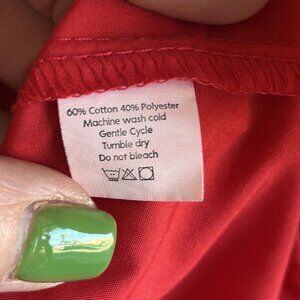 60% Cotton 40% Polyester
Machine wash cold
Gentle Cycle
Tumble dry
Do not bleach